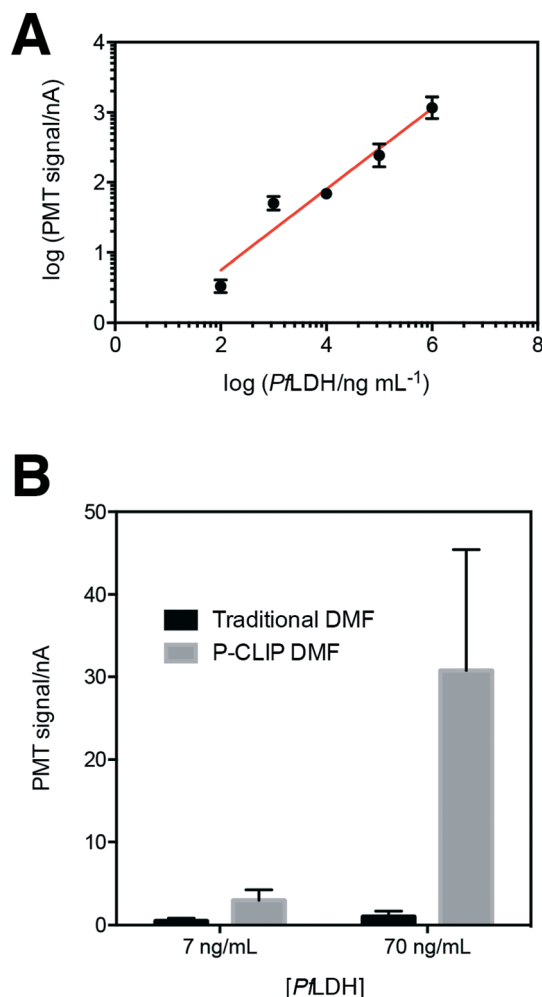 A
4
3
2
1
0
log (PMT signal/nA)
0 2 4 6 8
log (PfLDH/ng mL⁻¹)
B
50
40
30
20
10
0
PMT signal/nA
Traditional DMF
P-CLIP DMF
7 ng/mL 70 ng/mL
[PfLDH]